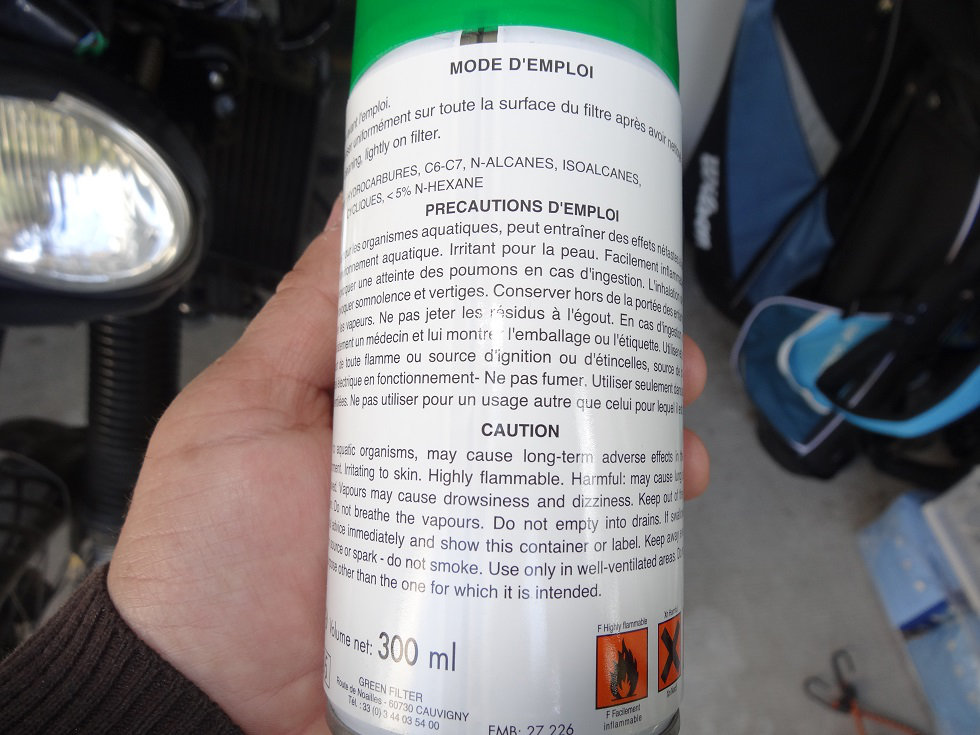 MODE D'EMPLOI
l'emploi.
uniformément sur toute la surface du filtre après avoir
lightly on filter.
HYDROCARBURES, C6-C7, N-ALCANES, ISOALCANES,
CYCLIQUES, < 5% N-HEXANE
PRECAUTIONS D'EMPLOI
les organismes aquatiques, peut entraîner des effets
aquatique. Irritant pour la peau. Facilement
une atteinte des poumons en cas d'ingestion.
somnolence et vertiges. Conserver hors de la portée des
les vapeurs. Ne pas jeter les résidus à l'égout. En cas
un médecin et lui montrer l'emballage ou l'étiquette.
de toute flamme ou source d'ignition ou d'étincelles, source de
électrique en fonctionnement- Ne pas fumer. Utiliser seulement
Ne pas utiliser pour un usage autre que celui pour lequel il
CAUTION
aquatic organisms, may cause long-term adverse effects in
Irritating to skin. Highly flammable. Harmful: may cause
Vapours may cause drowsiness and dizziness. Keep out of
Do not breathe the vapours. Do not empty into drains. If
advice immediately and show this container or label. Keep away
or spark - do not smoke. Use only in well-ventilated areas.
other than the one for which it is intended.
Volume net: 300 ml
F Highly flammable
GREEN FILTER
Route de Noailles - 60730 CAUVIGNY
Tél. : 33 (0) 3 44 03 54 00
F Facilement
inflammable
EMB: 27 226
Wilson